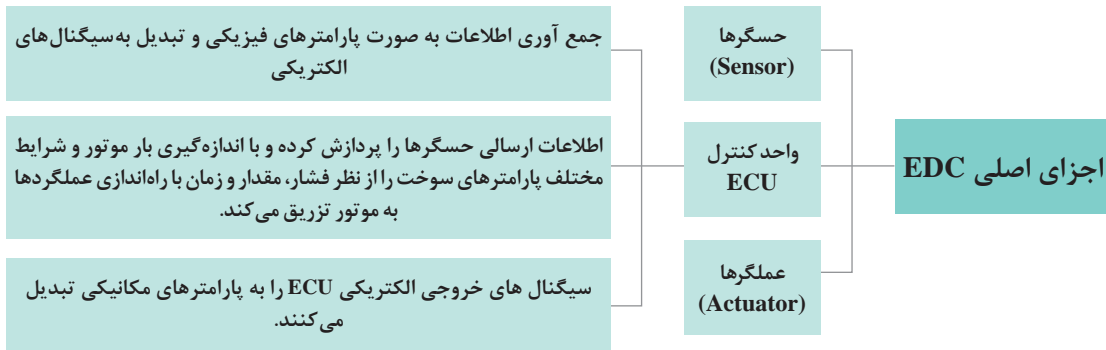 اجزای اصلی EDC
حسگرها
(Sensor)
جمع آوری اطلاعات به صورت پارامترهای فیزیکی و تبدیل به‌سیگنال‌های
الکتریکی
واحد کنترل
ECU
اطلاعات ارسالی حسگرها را پردازش کرده و با اندازه‌گیری بار موتور و شرایط
مختلف پارامترهای سوخت را از نظر فشار، مقدار و زمان با راه‌اندازی عملگردها
به موتور تزریق می‌کند.
عملگرها
(Actuator)
سیگنال های خروجی الکتریکی ECU را به پارامترهای مکانیکی تبدیل
می‌کنند.